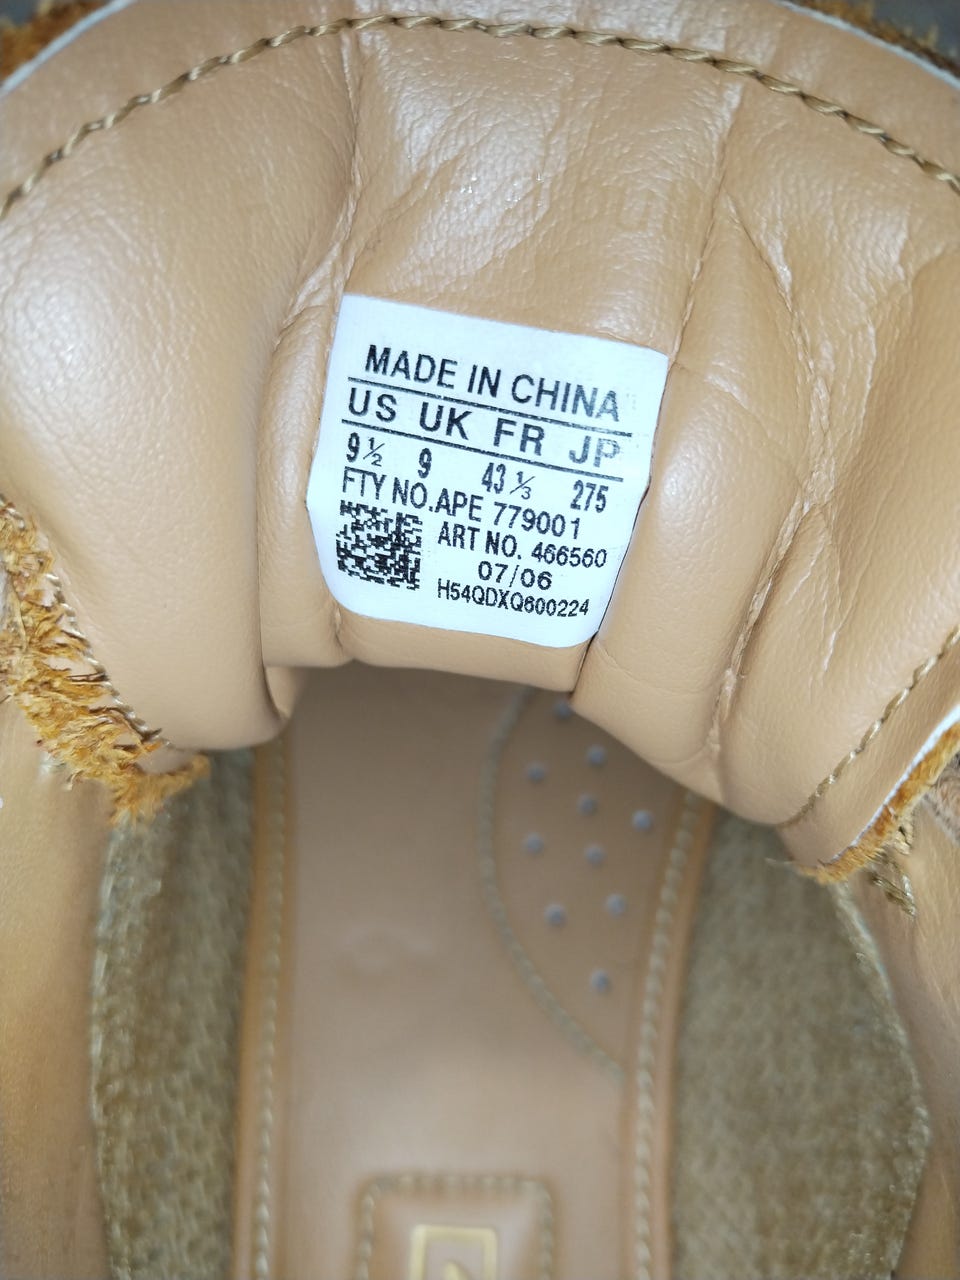 MADE IN CHINA
US UK FR JP
9½ 9 43⅓ 275
FTY NO.APE 779001
ART NO. 466560
07/06
H54QDXQ600224